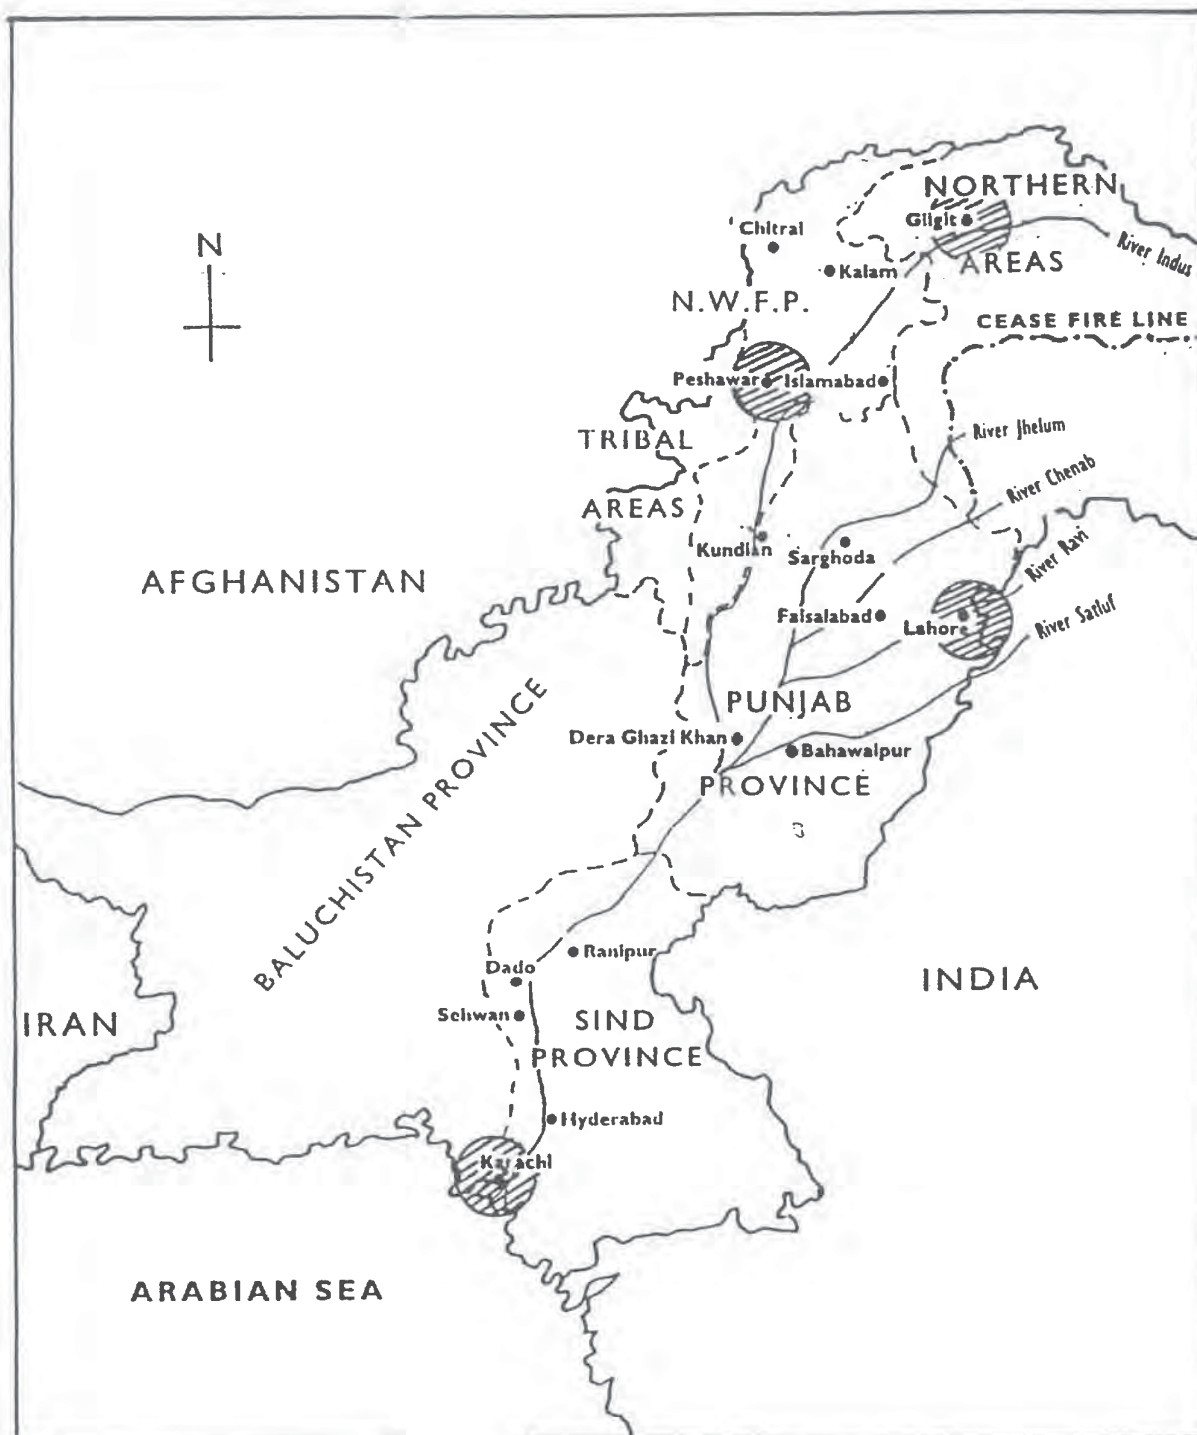 NORTHERN
Gilgit
Chitral
N
Kalam
AREAS
River Indus
N.W.F.P.
CEASE FIRE LINE
Peshawar
Islamabad
River Jhelum
TRIBAL
AREAS
River Chenab
Kundian
Sarghoda
River Ravi
AFGHANISTAN
Faisalabad
Lahore
River Satluf
PUNJAB
Dera Ghazi Khan
Bahawalpur
PROVINCE
BALUCHISTAN PROVINCE
Ranipur
Dado
INDIA
Sehwan
SIND
IRAN
PROVINCE
Hyderabad
Karachi
ARABIAN SEA